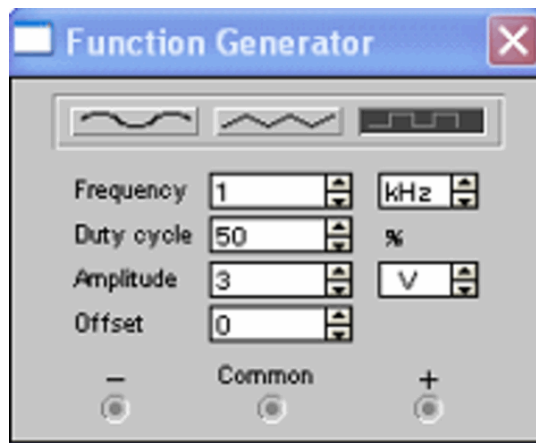 Function Generator
Frequency 1 kHz
Duty cycle 50 %
Amplitude 3 V
Offset 0
− Common +